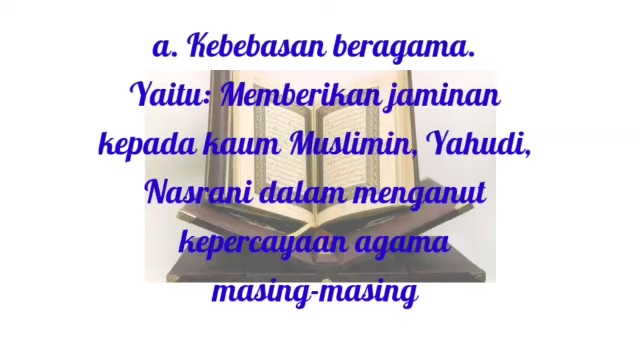 a. Kebebasan beragama.
Yaitu: Memberikan jaminan
kepada kaum Muslimin, Yahudi,
Nasrani dalam menganut
kepercayaan agama
masing-masing